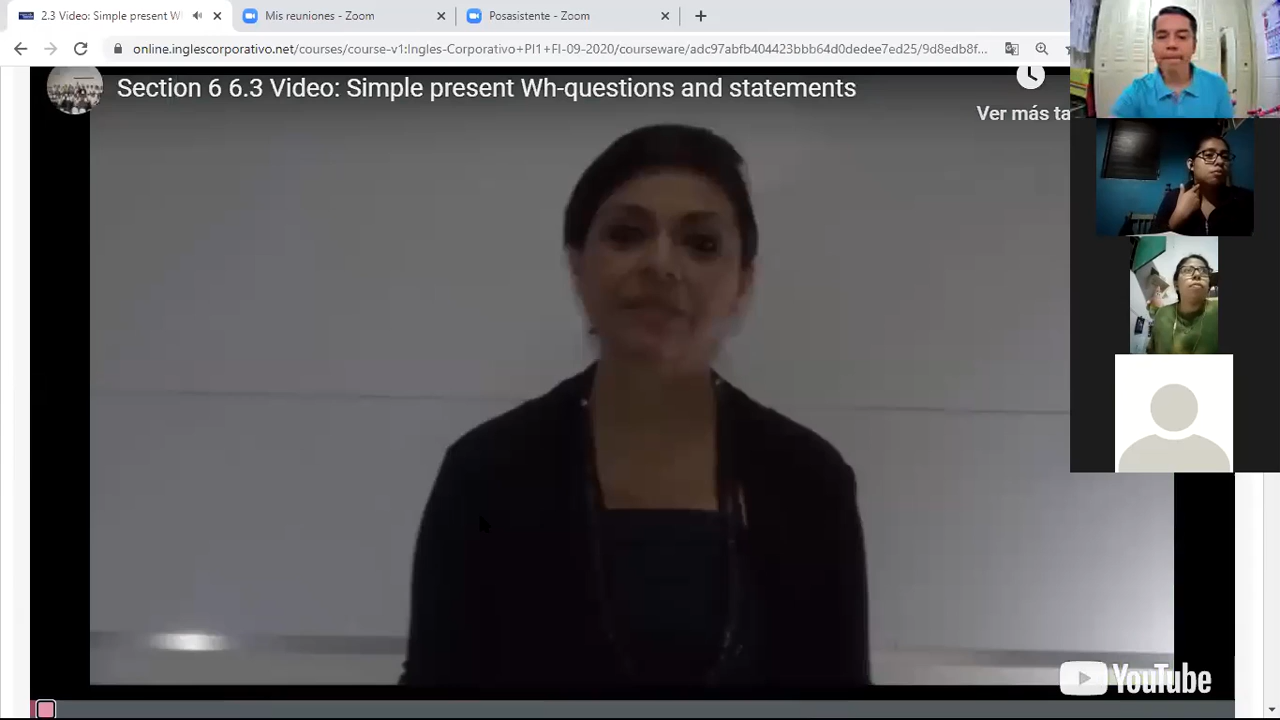 2.3 Video: Simple present W
Mis reuniones - Zoom
Posasistente - Zoom
online.inglescorporativo.net/courses/course-v1:Ingles-Corporativo+PI1+FI-09-2020/courseware/adc97abfb404423bbb64d0dedee7ed25/9d8edb8f...
Section 6 6.3 Video: Simple present Wh-questions and statements
Ver más ta
YouTube